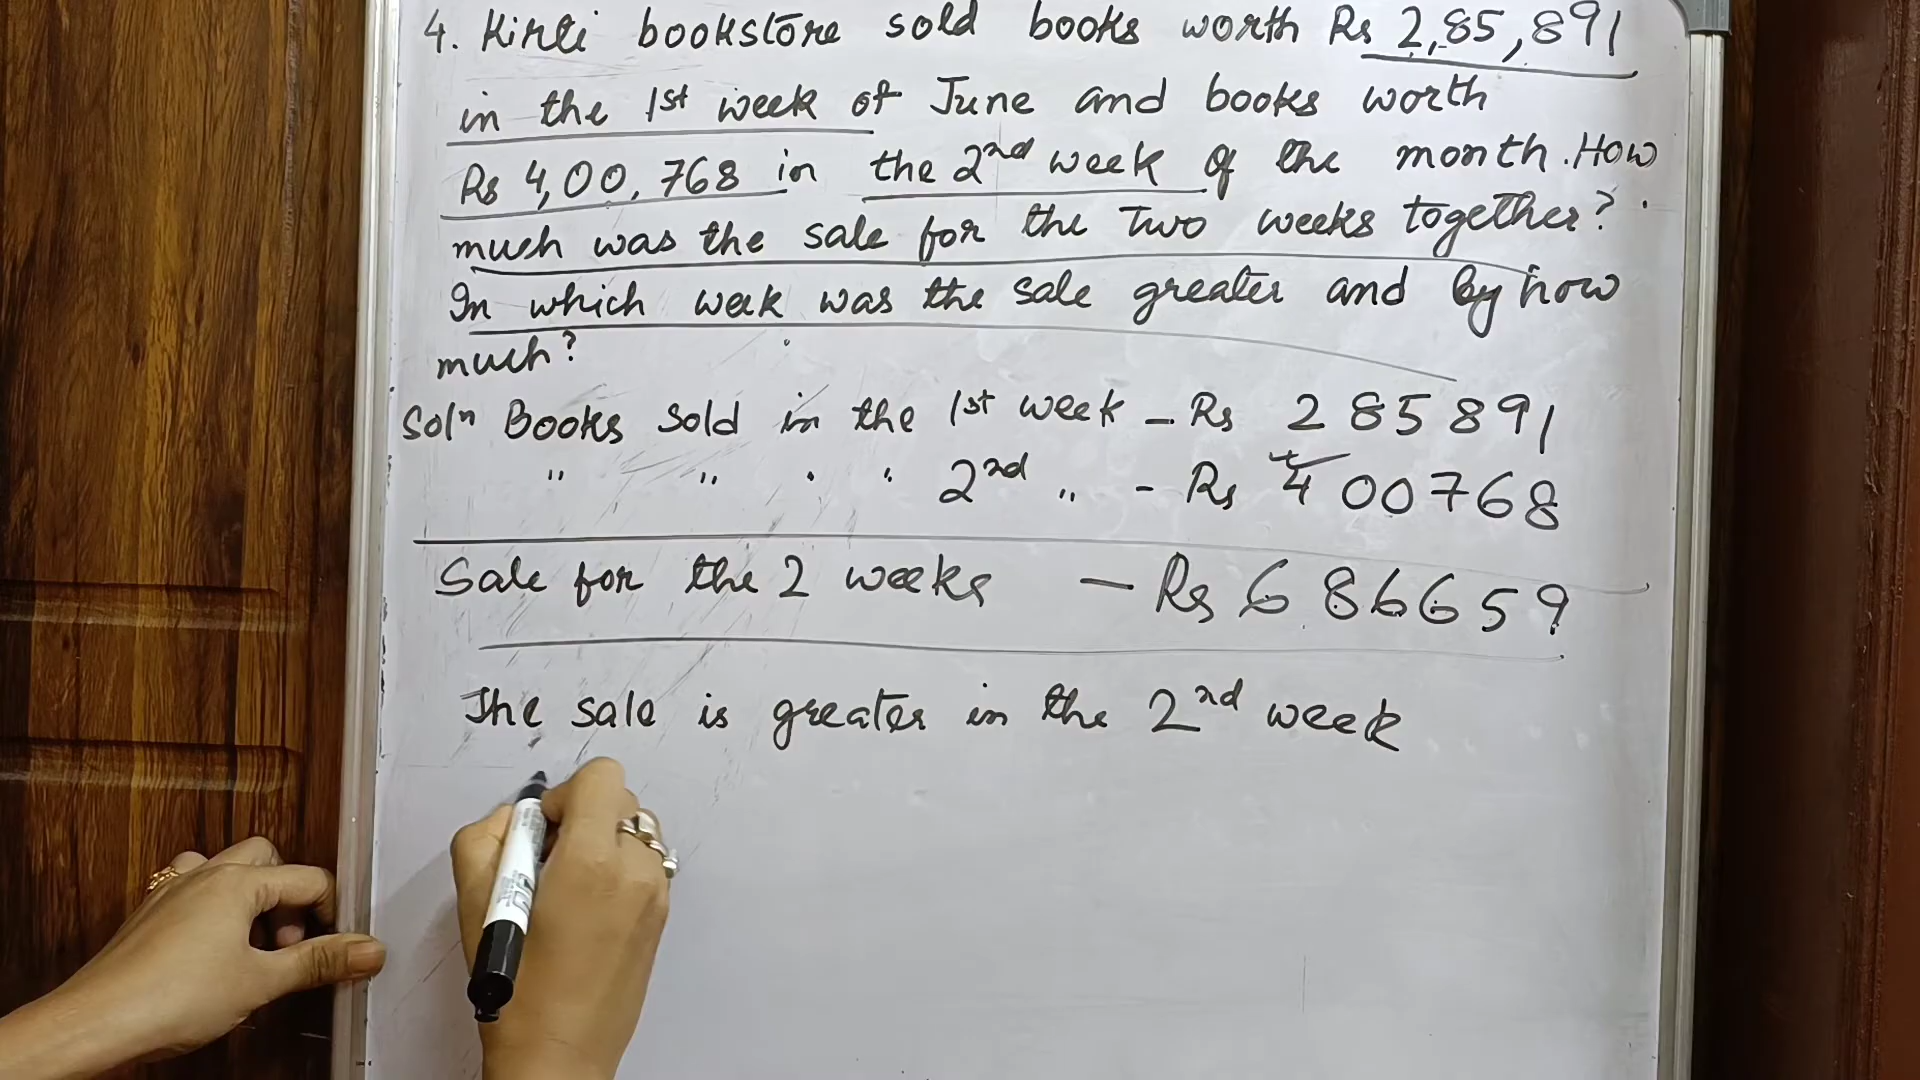 4. Kirti bookstore sold books worth Rs 2,85,891
in the 1st week of June and books worth
Rs 4,00,768 in the 2nd week of the month. How
much was the sale for the two weeks together?
In which week was the sale greater and by how
much?
Soln Books sold in the 1st week - Rs 285891
" " " " 2nd " - Rs 400768
Sale for the 2 weeks - Rs 686659
The sale is greater in the 2nd week